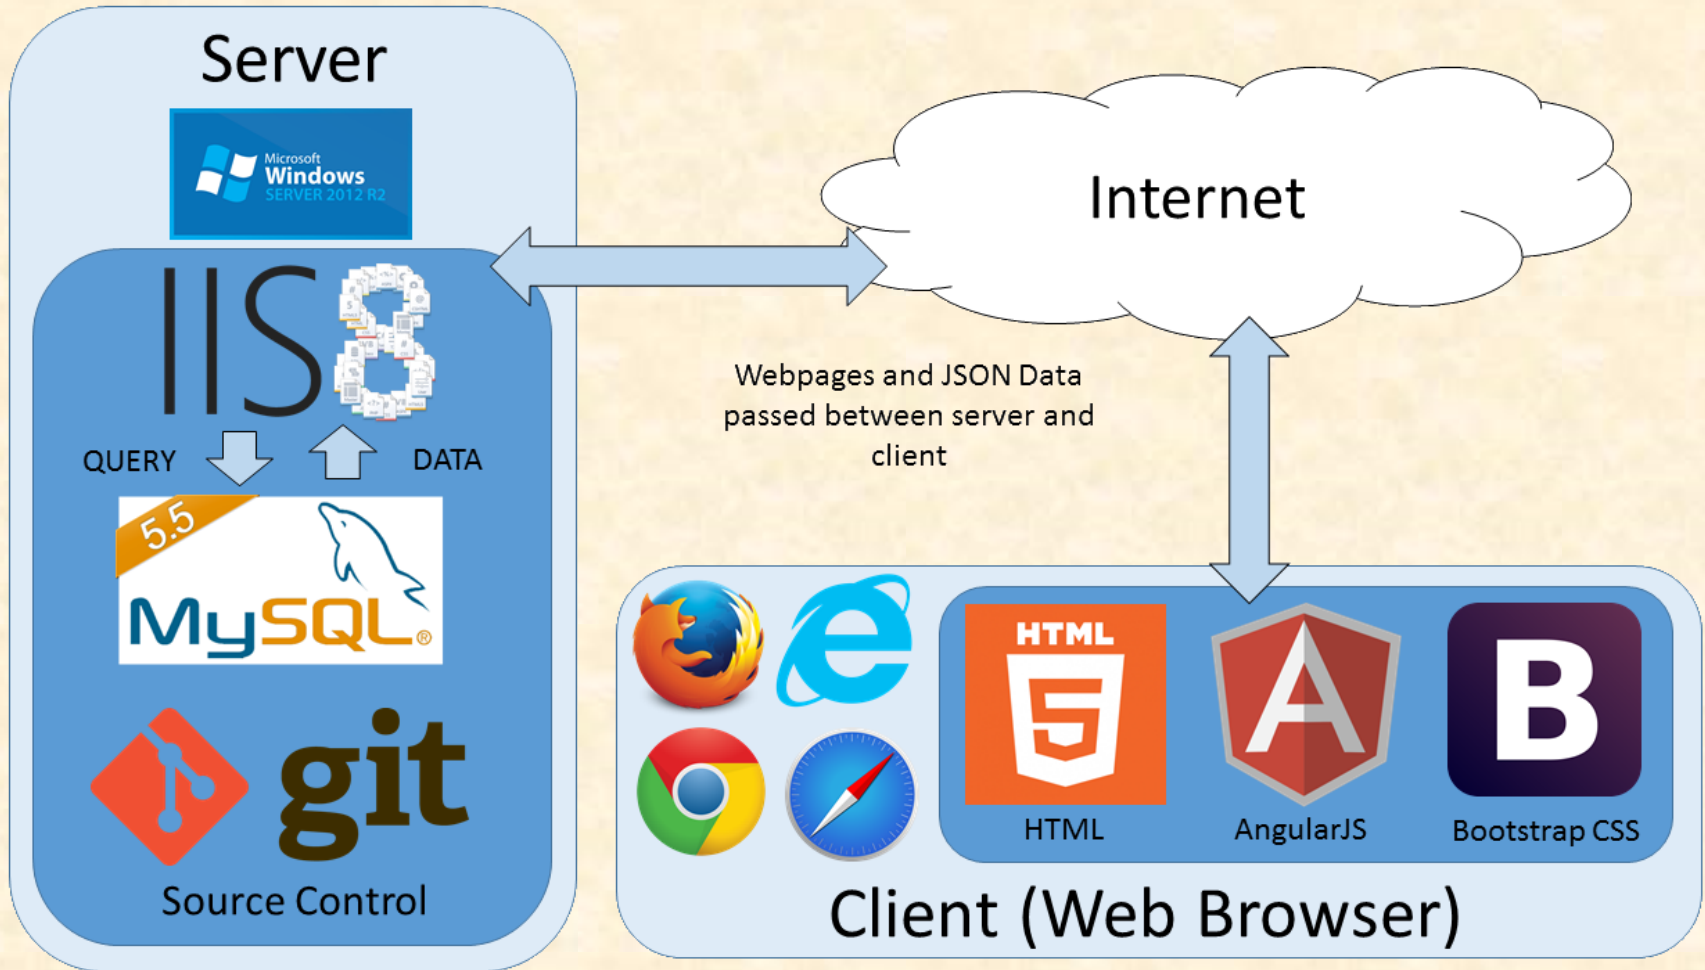 Server
Microsoft
Windows
SERVER 2012 R2
IIS8
QUERY
DATA
5.5
MySQL®
git
Source Control
Internet
Webpages and JSON Data
passed between server and
client
HTML
5
HTML
A
AngularJS
B
Bootstrap CSS
Client (Web Browser)